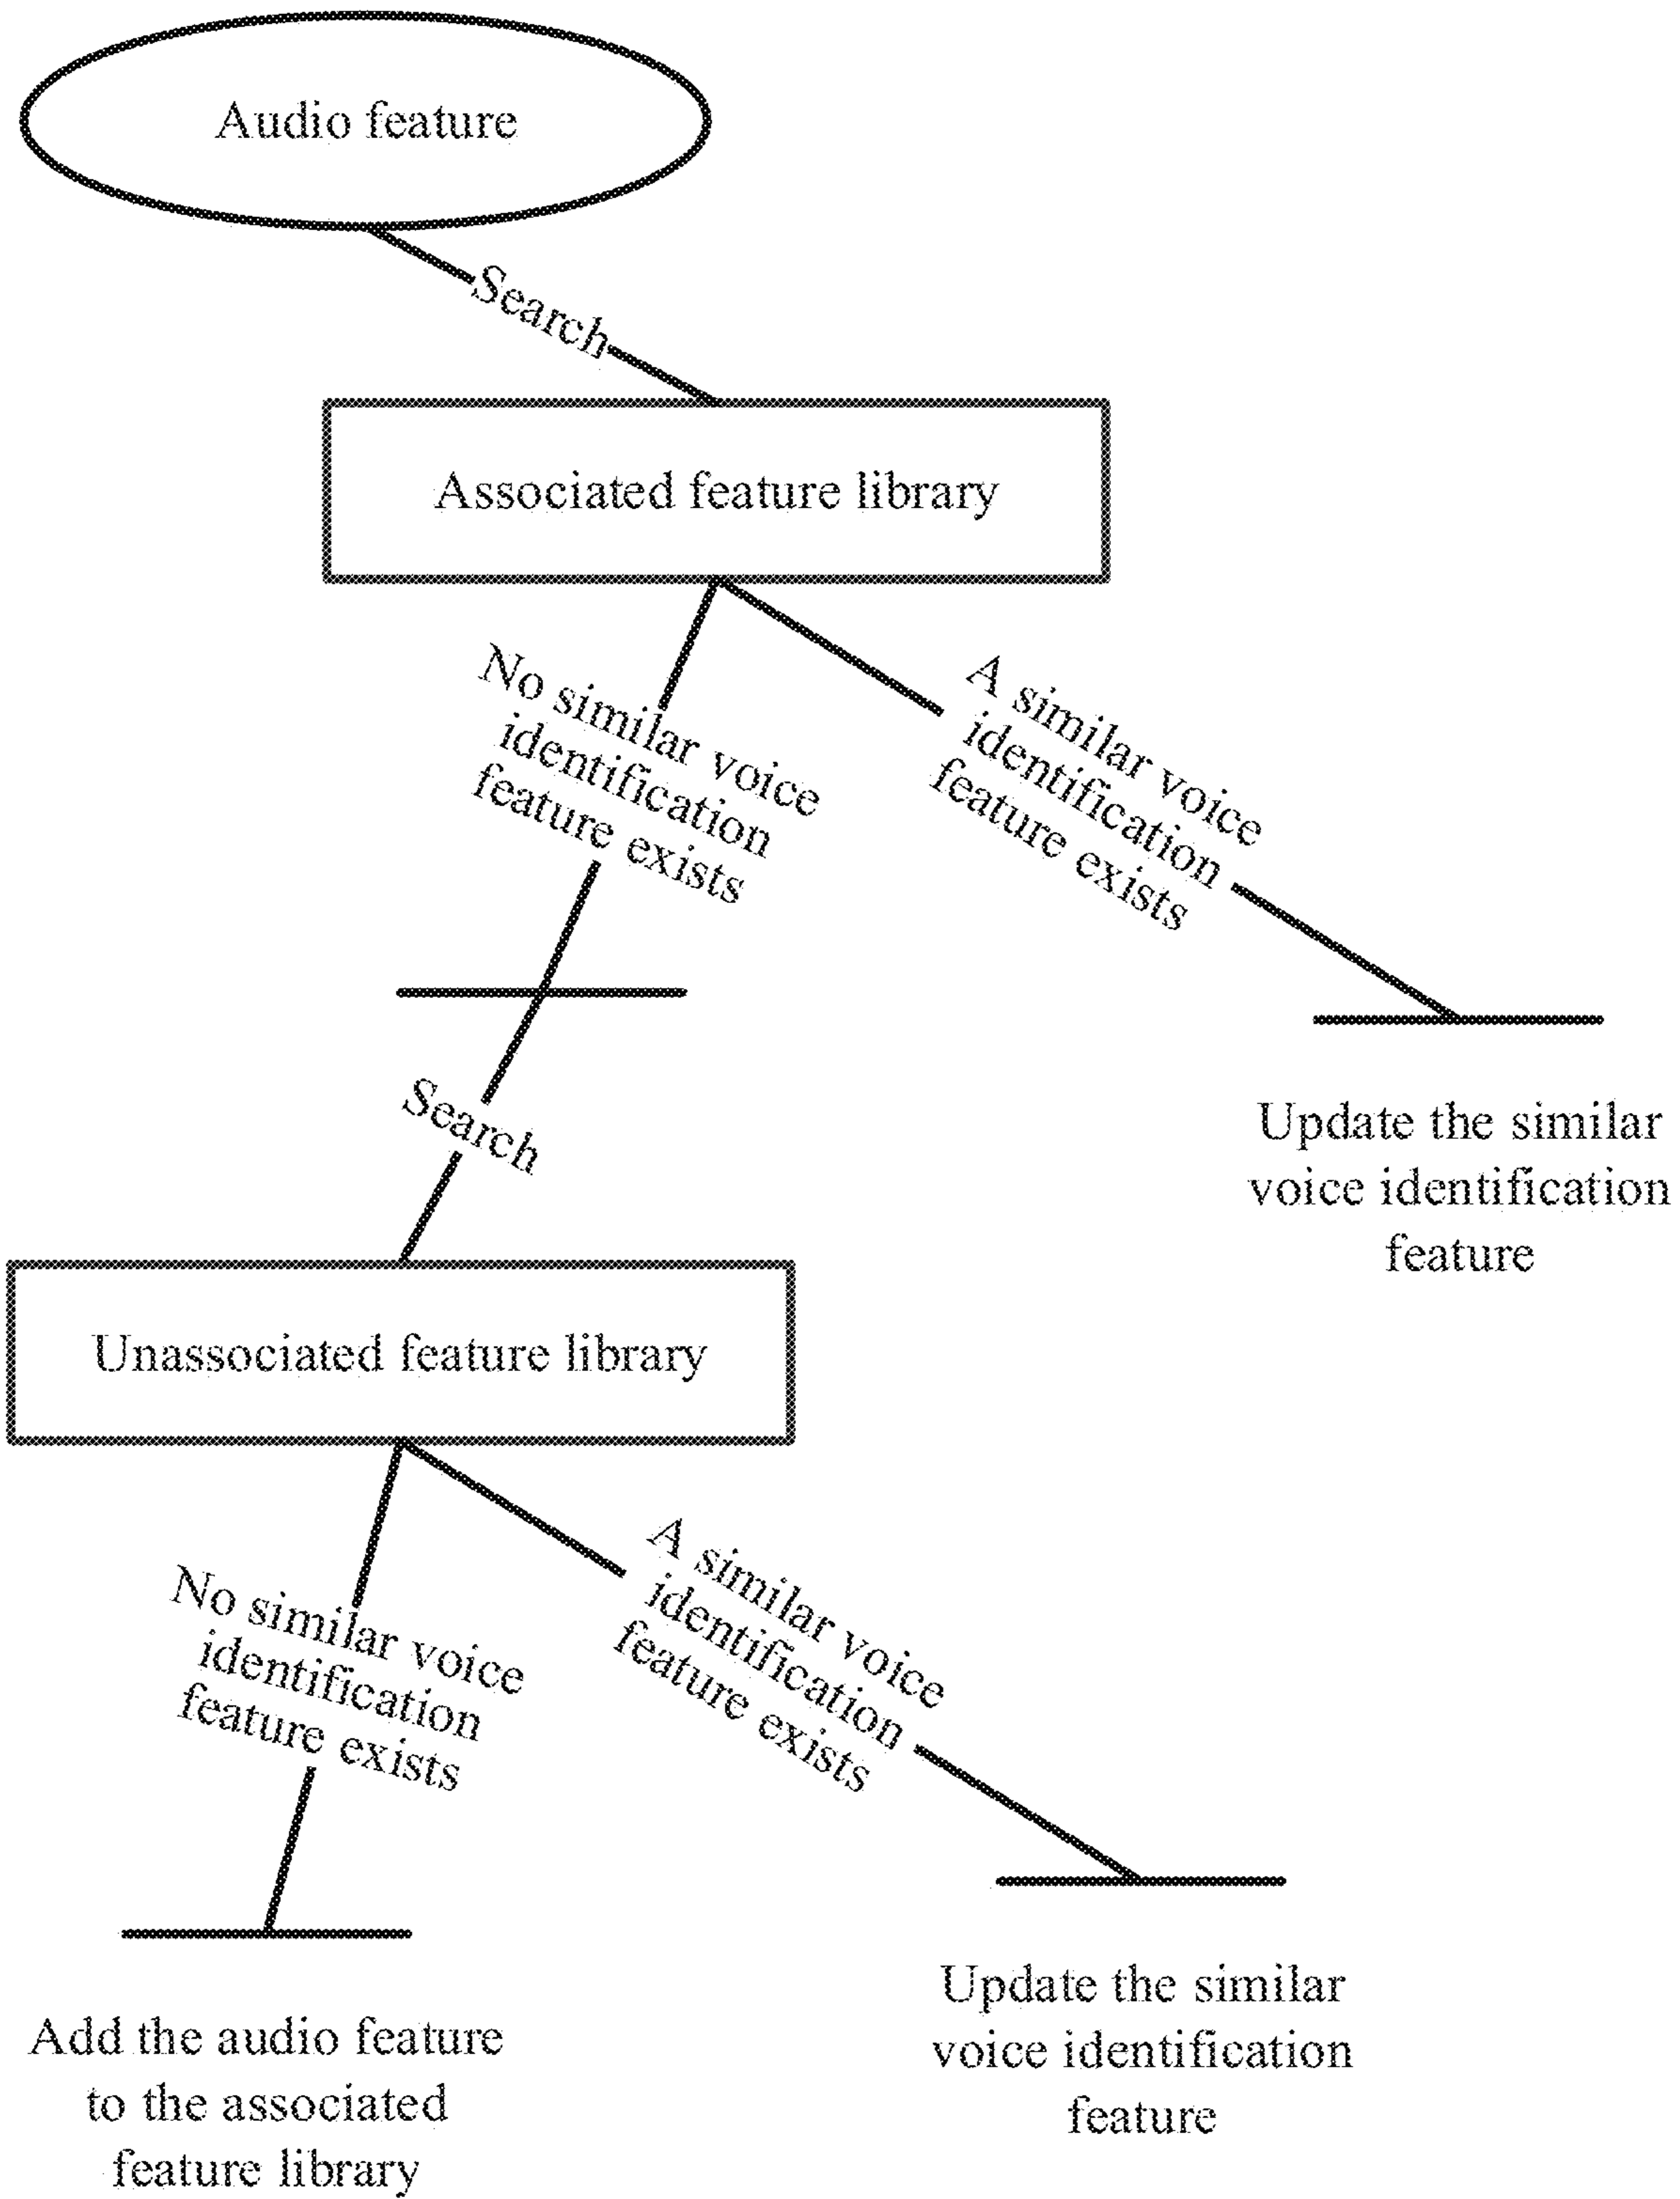 Audio feature
Search
Associated feature library
No similar voice
identification
feature exists
A similar voice
identification
feature exists
Search
Update the similar
voice identification
feature
Unassociated feature library
No similar voice
identification
feature exists
A similar voice
identification
feature exists
Update the similar
voice identification
feature
Add the audio feature
to the associated
feature library